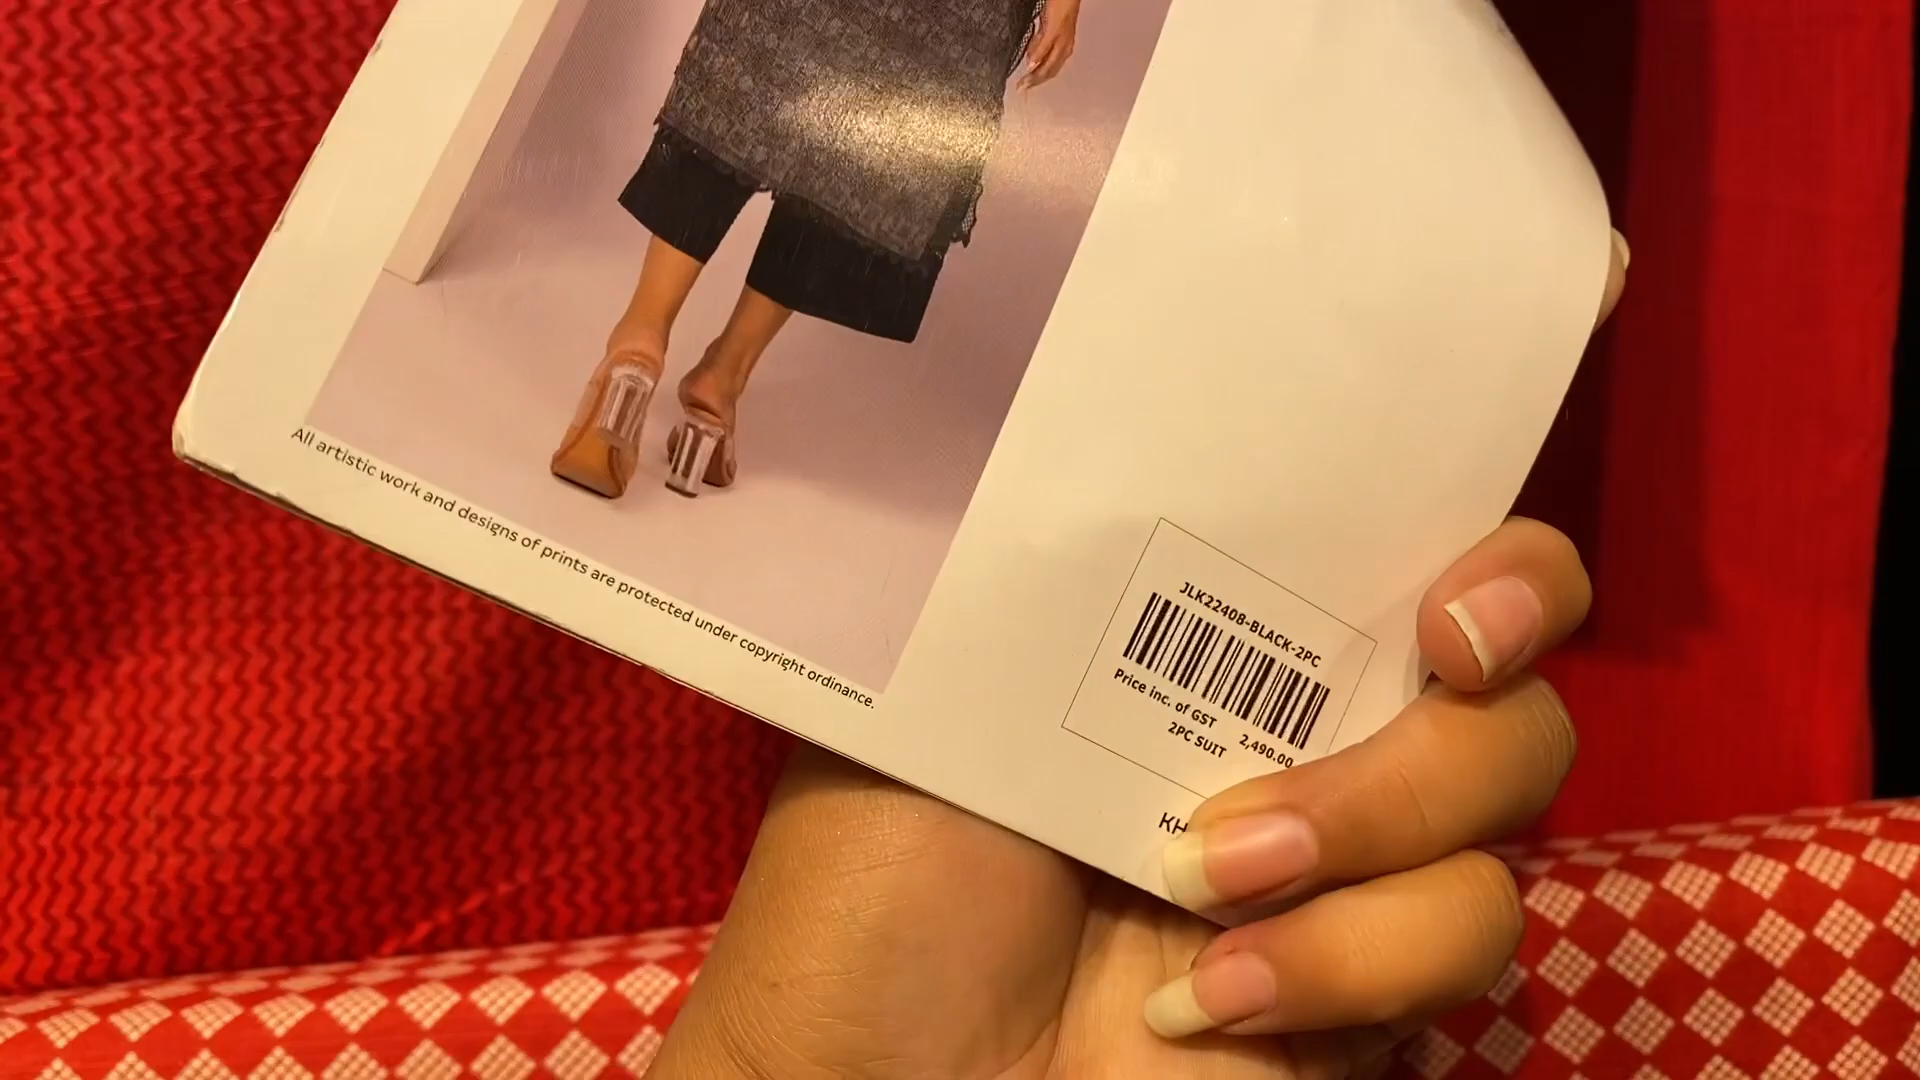 All artistic work and designs of prints are protected under copyright ordinance.
JLK22408-BLACK-2PC
Price inc. of GST
2,490.00
2PC SUIT
KH